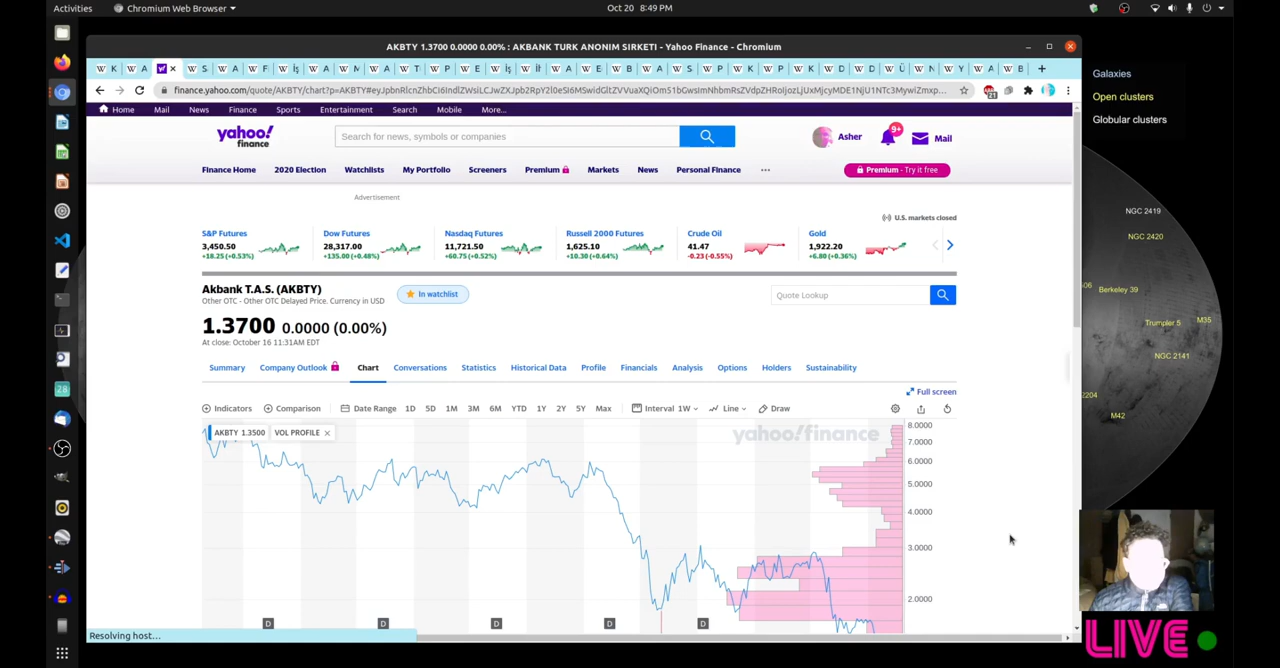 Activities
Chromium Web Browser
Oct 20 8:49 PM
AKBTY 1.3700 0.0000 0.00% : AKBANK TURK ANONIM SIRKETI - Yahoo Finance - Chromium
W K W A W S W A W F W İş W A W M W A W T W P W E W İş W İt W A W E W B W A W S W P W K W P W K W D W D W Ü W N W Y W A W B
Home Mail News Finance Sports Entertainment Search Mobile More...
yahoo!
finance
Search for news, symbols or companies
Asher
9+
Mail
Finance Home 2020 Election Watchlists My Portfolio Screeners Premium Markets News Personal Finance ...
Premium - Try it free
Advertisement
U.S. markets closed
S&P Futures
3,450.50
+18.25 (+0.53%)
Dow Futures
28,317.00
+135.00 (+0.48%)
Nasdaq Futures
11,721.50
+60.75 (+0.52%)
Russell 2000 Futures
1,625.10
+10.30 (+0.64%)
Crude Oil
41.47
-0.23 (-0.55%)
Gold
1,922.20
+6.80 (+0.36%)
Akbank T.A.S. (AKBTY)
Other OTC - Other OTC Delayed Price. Currency in USD
In watchlist
Quote Lookup
1.3700 0.0000 (0.00%)
At close: October 16 11:31AM EDT
Summary Company Outlook Chart Conversations Statistics Historical Data Profile Financials Analysis Options Holders Sustainability
Full screen
Indicators Comparison Date Range 1D 5D 1M 3M 6M YTD 1Y 2Y 5Y Max Interval 1W Line Draw
AKBTY 1.3500
VOL PROFILE
yahoo!finance
8.0000
7.0000
6.0000
5.0000
4.0000
3.0000
2.0000
D D D D
Resolving host...
Galaxies
Open clusters
Globular clusters
NGC 2419
NGC 2420
Berkeley 39
Trumpler 5
M35
NGC 2141
2204
M42
LIVE